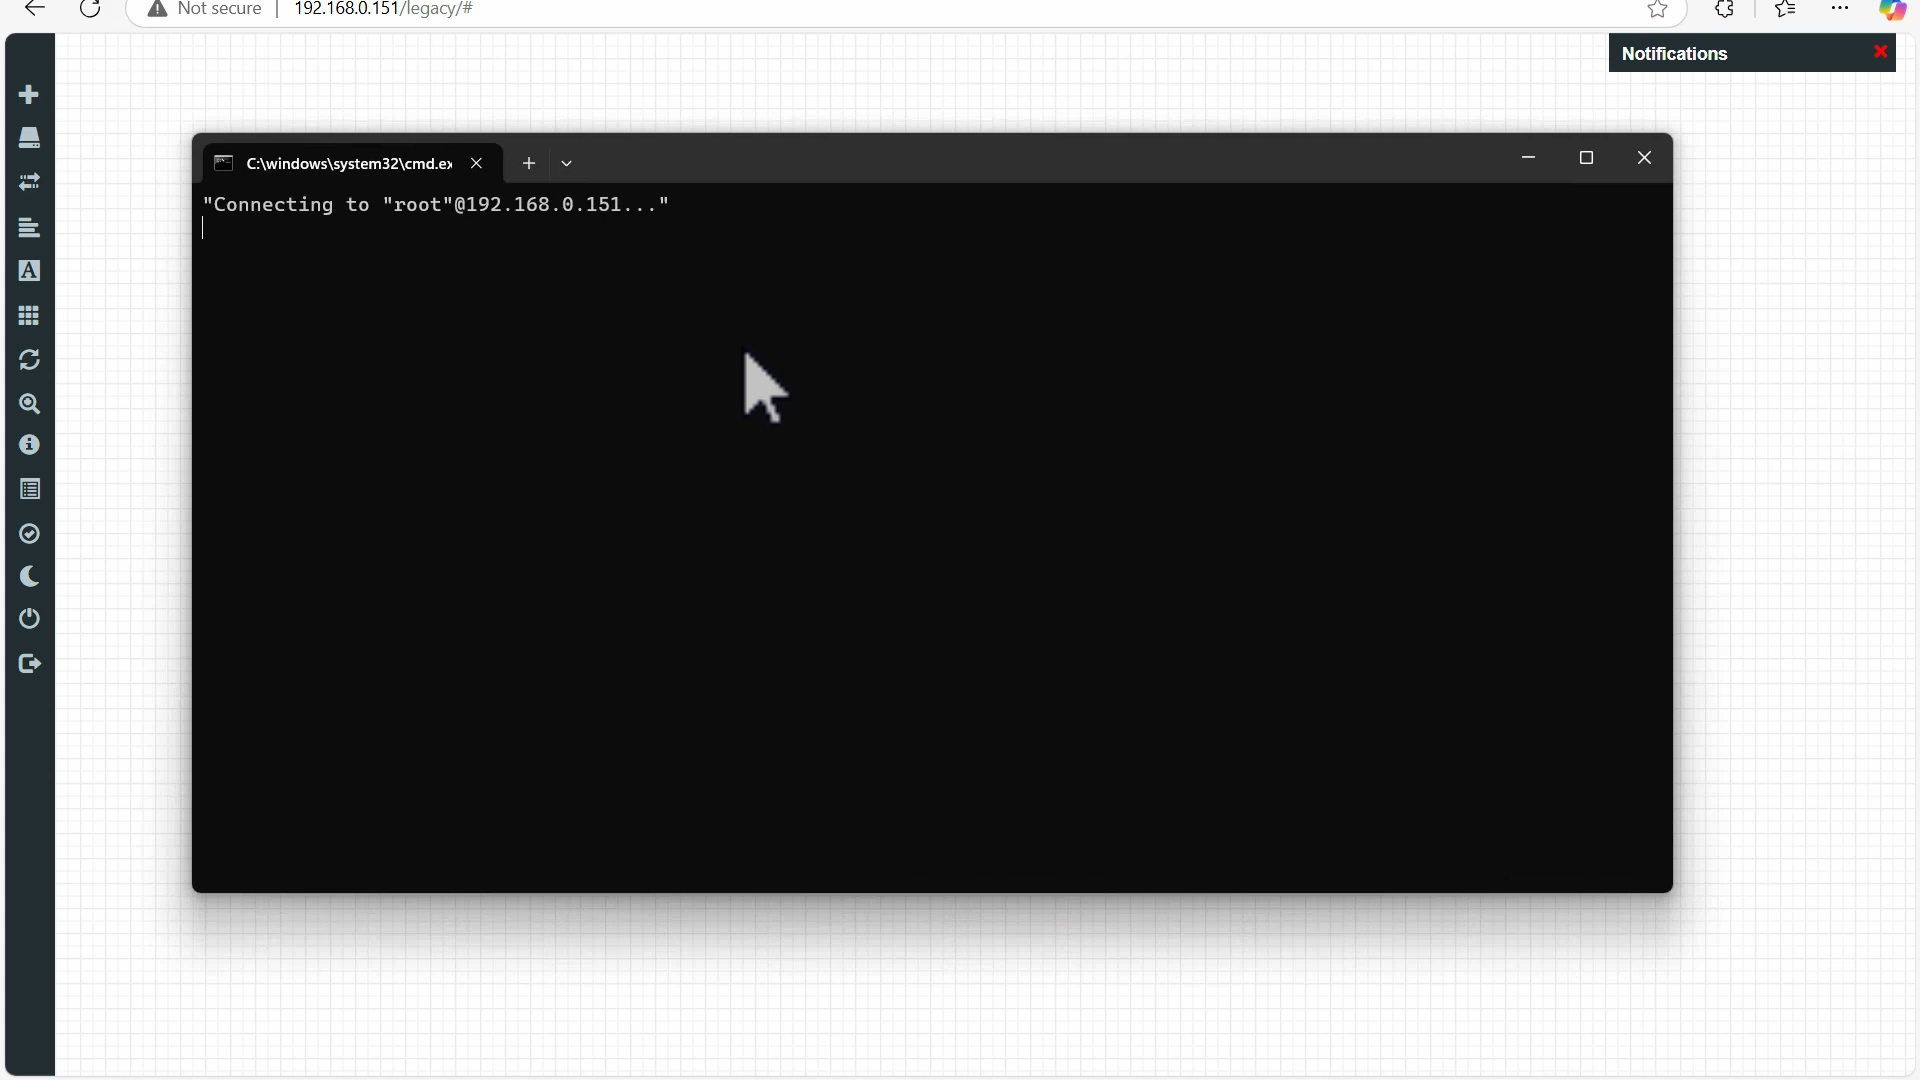 Not secure
192.168.0.151/legacy/#
Notifications
C:\windows\system32\cmd.ex
"Connecting to "root"@192.168.0.151..."